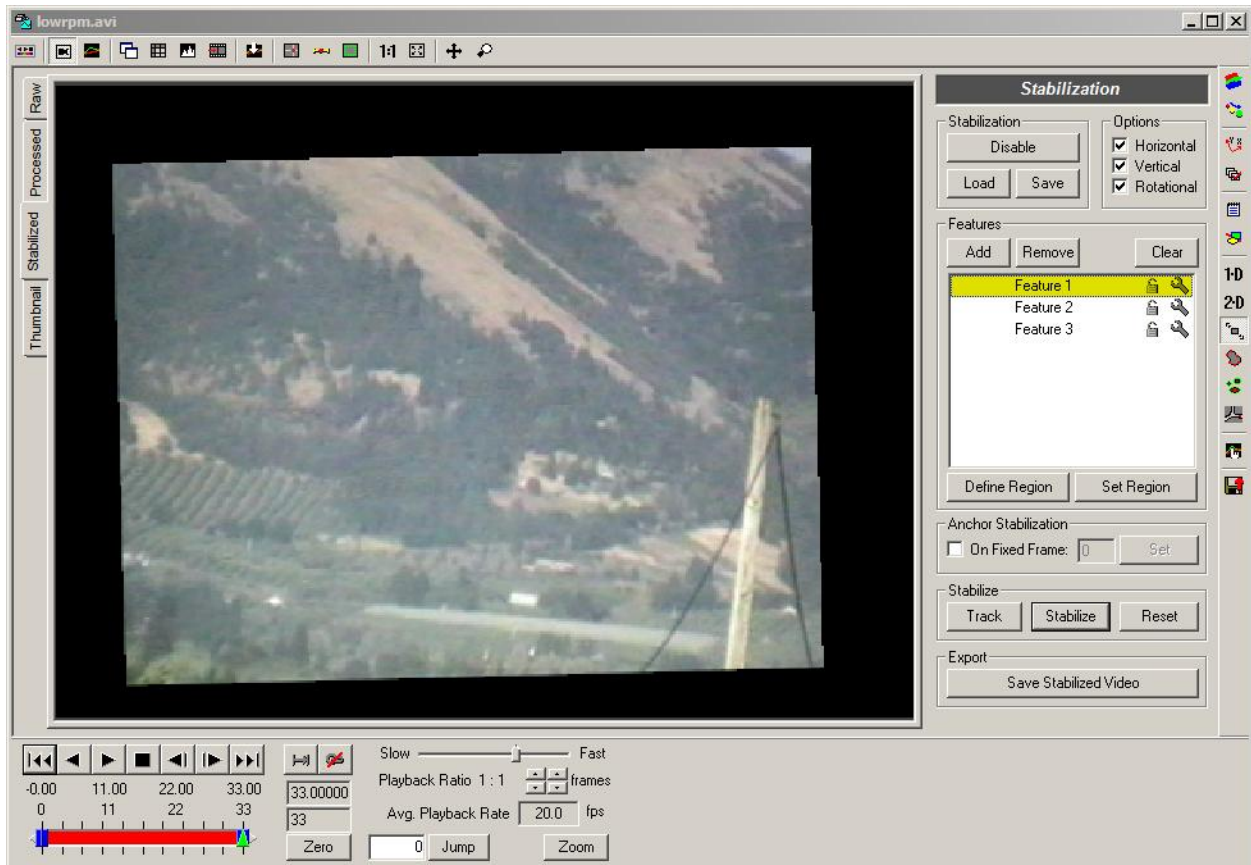 lowrpm.avi
1:1
Raw
Processed
Stabilized
Thumbnail
Stabilization
Stabilization
Disable
Load
Save
Options
Horizontal
Vertical
Rotational
Features
Add
Remove
Clear
Feature 1
Feature 2
Feature 3
Define Region
Set Region
Anchor Stabilization
On Fixed Frame:
0
Set
Stabilize
Track
Stabilize
Reset
Export
Save Stabilized Video
1-D
2-D
-0.00 11.00 22.00 33.00
0 11 22 33
33.00000
33
Zero
Slow
Fast
Playback Ratio 1 : 1
frames
Avg. Playback Rate
20.0
fps
0
Jump
Zoom